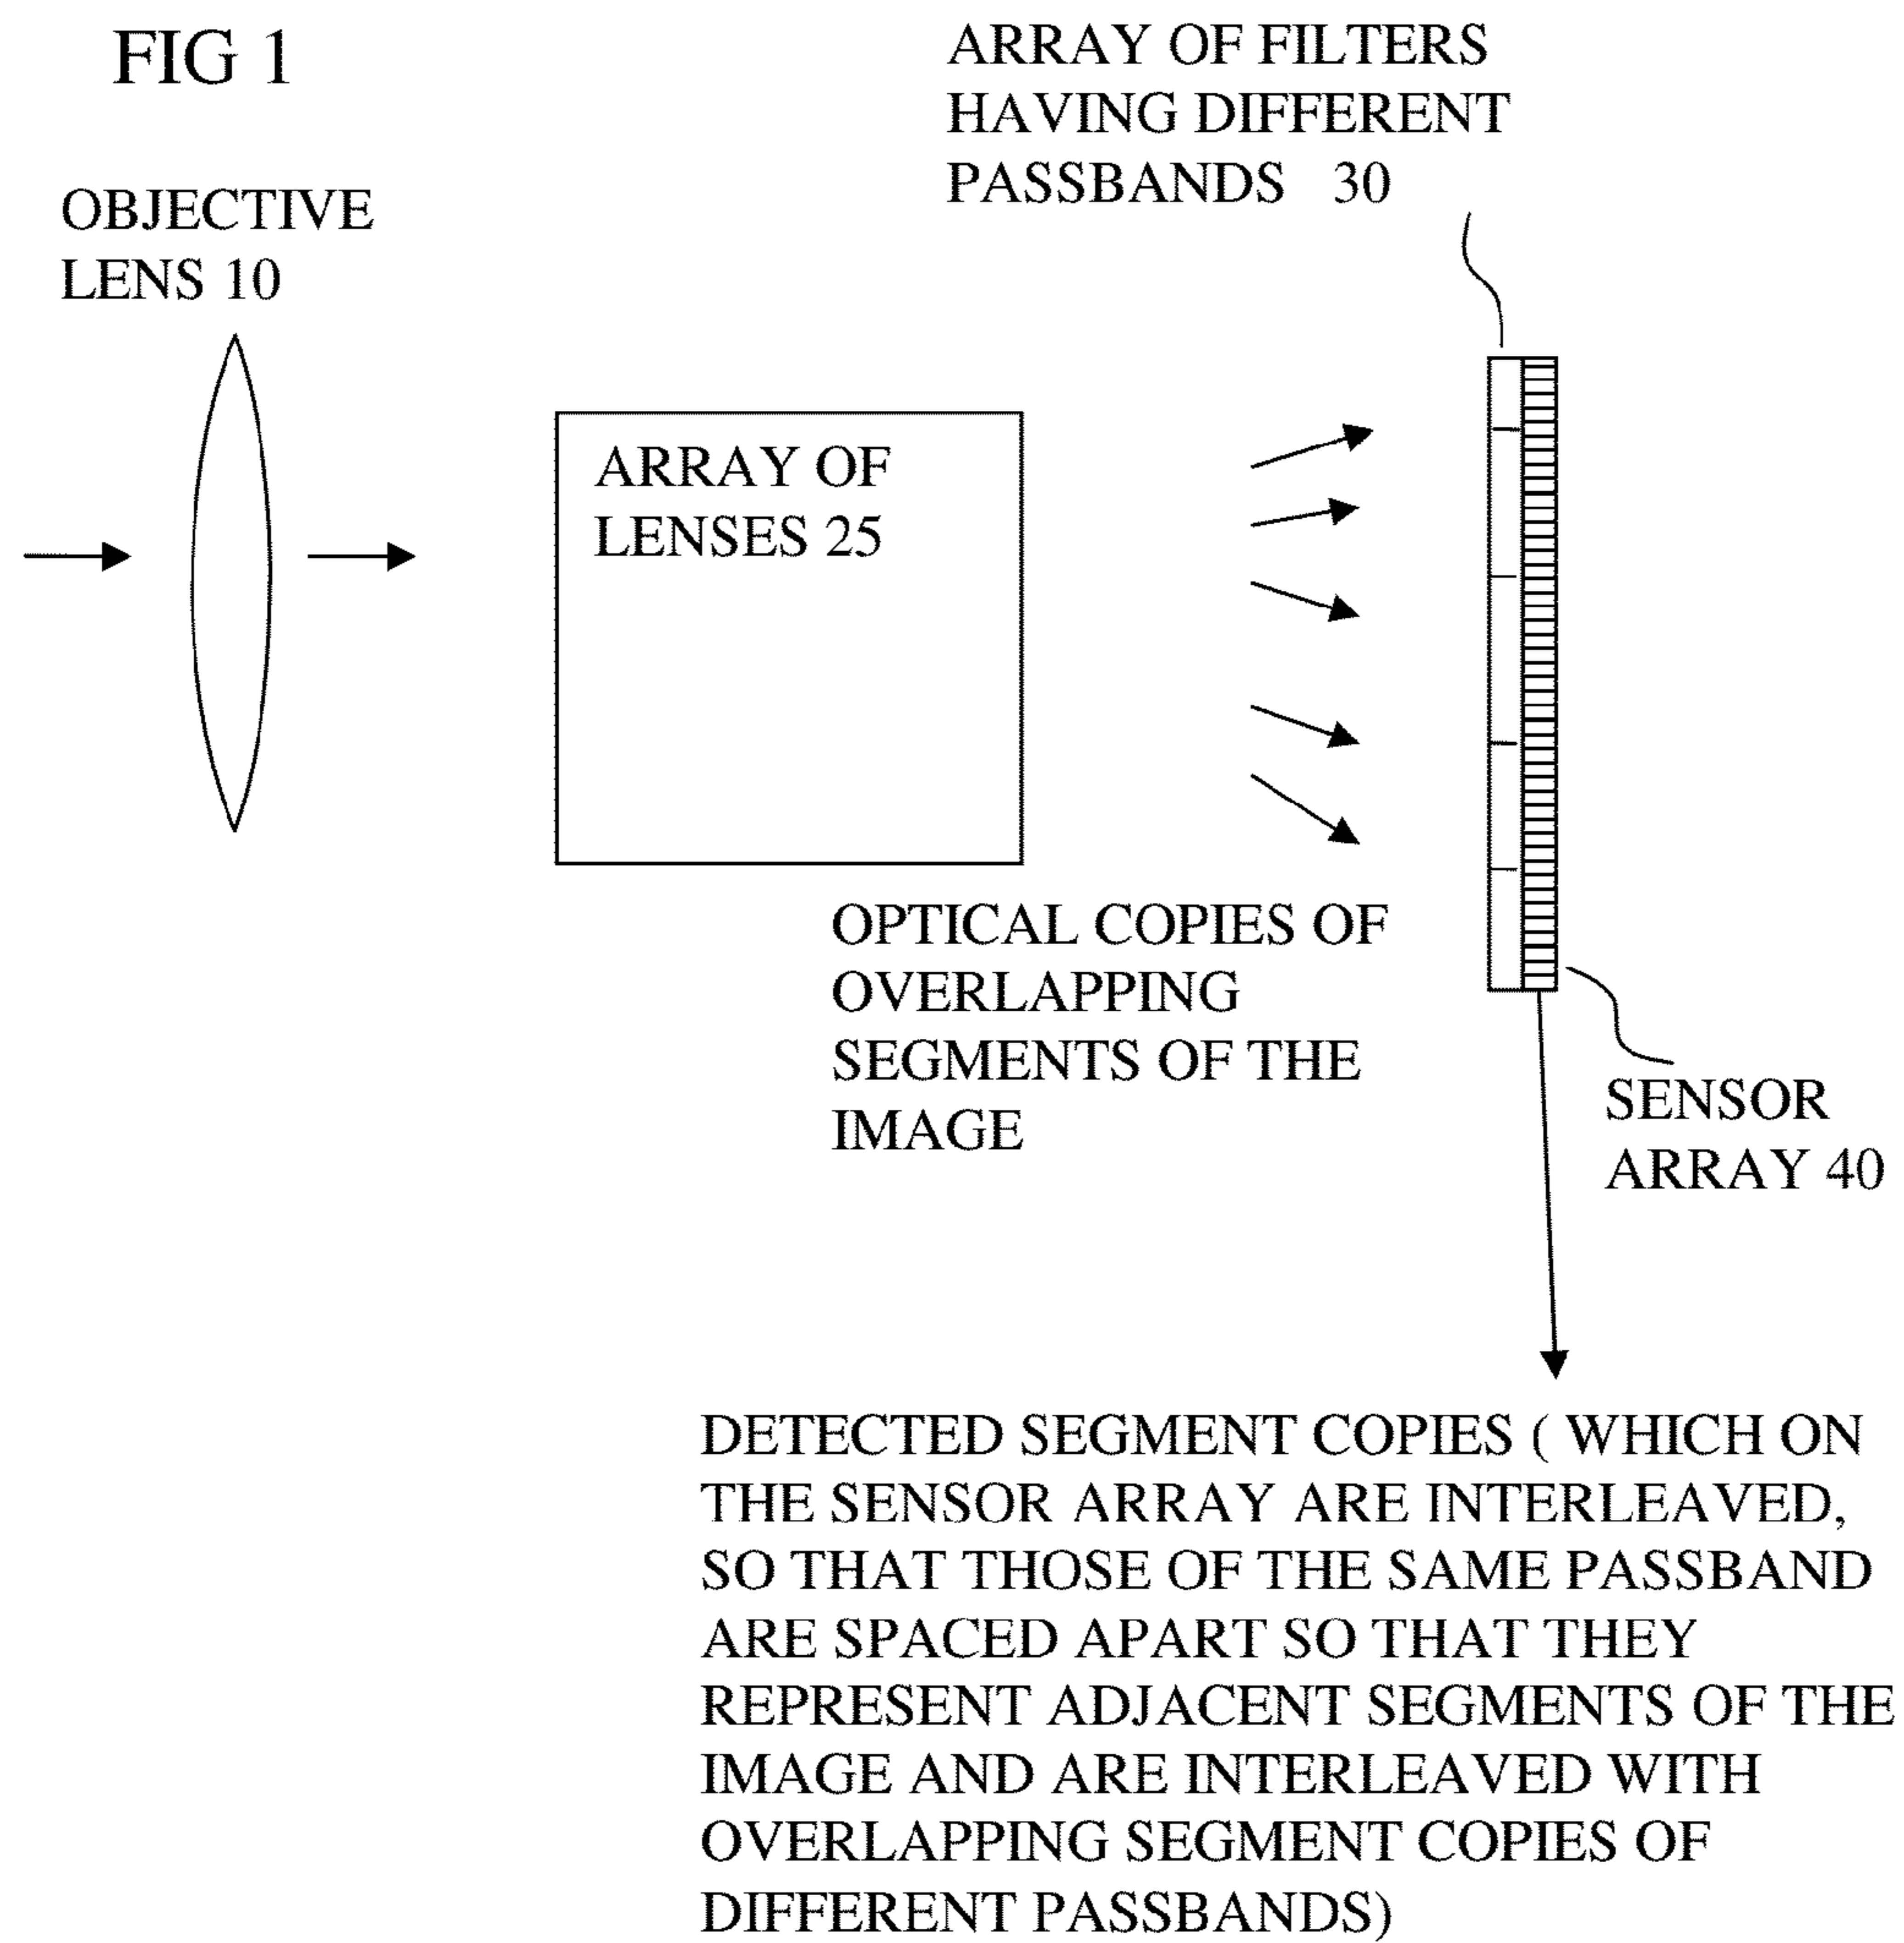 FIG 1
ARRAY OF FILTERS
HAVING DIFFERENT
PASSBANDS 30
OBJECTIVE
LENS 10
ARRAY OF
LENSES 25
OPTICAL COPIES OF
OVERLAPPING
SEGMENTS OF THE
IMAGE
SENSOR
ARRAY 40
DETECTED SEGMENT COPIES ( WHICH ON
THE SENSOR ARRAY ARE INTERLEAVED,
SO THAT THOSE OF THE SAME PASSBAND
ARE SPACED APART SO THAT THEY
REPRESENT ADJACENT SEGMENTS OF THE
IMAGE AND ARE INTERLEAVED WITH
OVERLAPPING SEGMENT COPIES OF
DIFFERENT PASSBANDS)